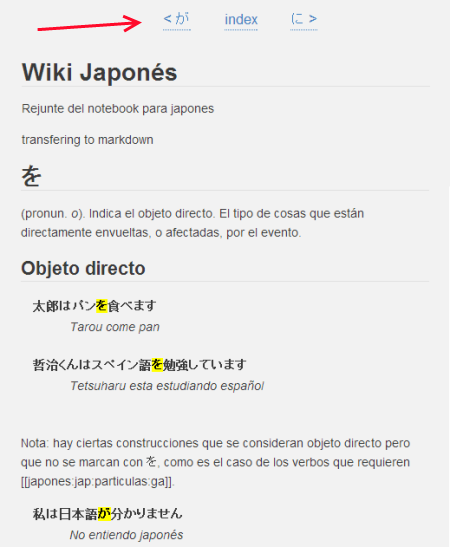 < が index に >
Wiki Japonés
Rejunte del notebook para japones
transfering to markdown
を
(pronun. o). Indica el objeto directo. El tipo de cosas que están
directamente envueltas, o afectadas, por el evento.
Objeto directo
太郎はパンを食べます
Tarou come pan
哲治くんはスペイン語を勉強しています
Tetsuharu esta estudiando español
Nota: hay ciertas construcciones que se consideran objeto directo pero
que no se marcan con を, como es el caso de los verbos que requieren
[[japones:jap:particulas:ga]].
私は日本語が分かりません
No entiendo japonés